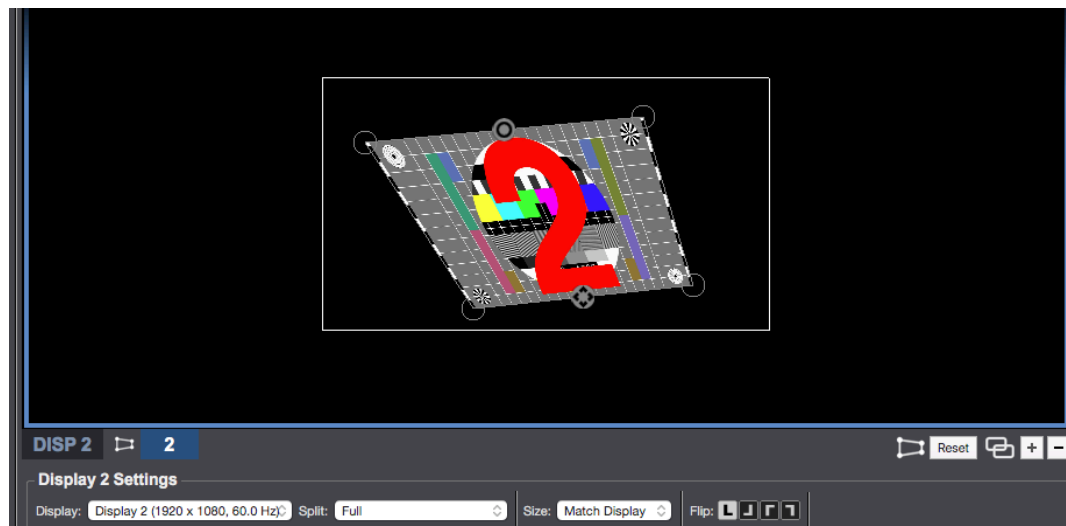 2
DISP 2 2 Reset + −
Display 2 Settings
Display: Display 2 (1920 x 1080, 60.0 Hz) Split: Full Size: Match Display Flip: